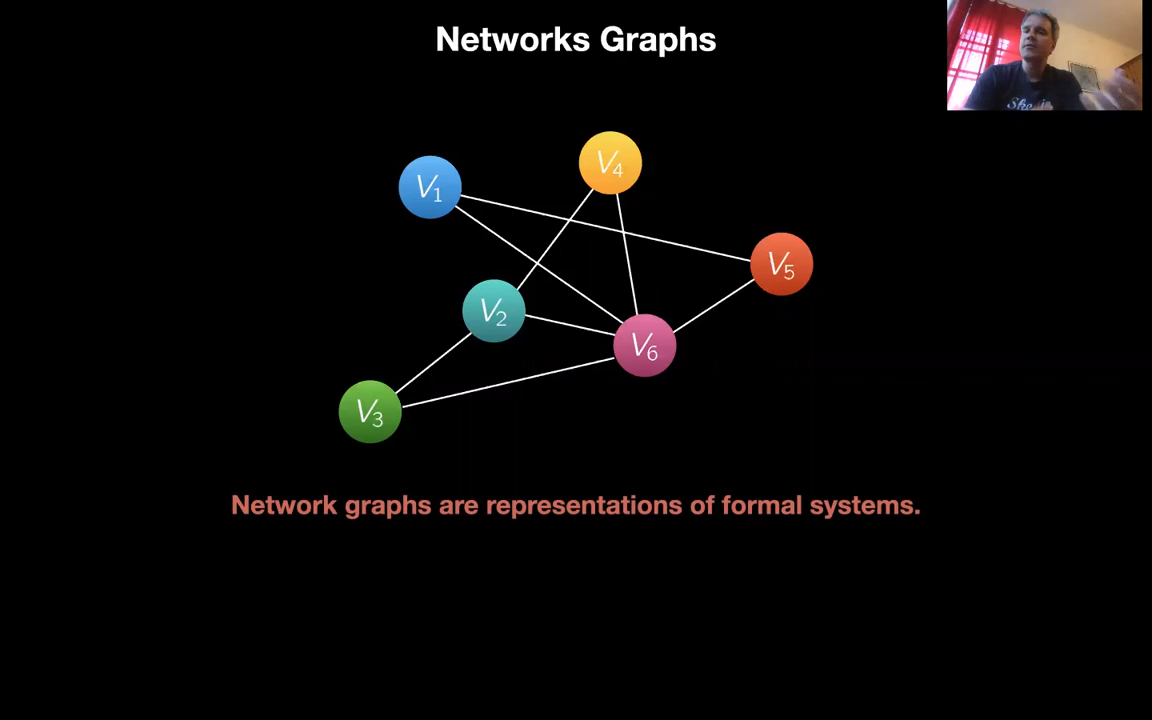 Networks Graphs
V4
V1
V5
V2
V6
V3
Network graphs are representations of formal systems.